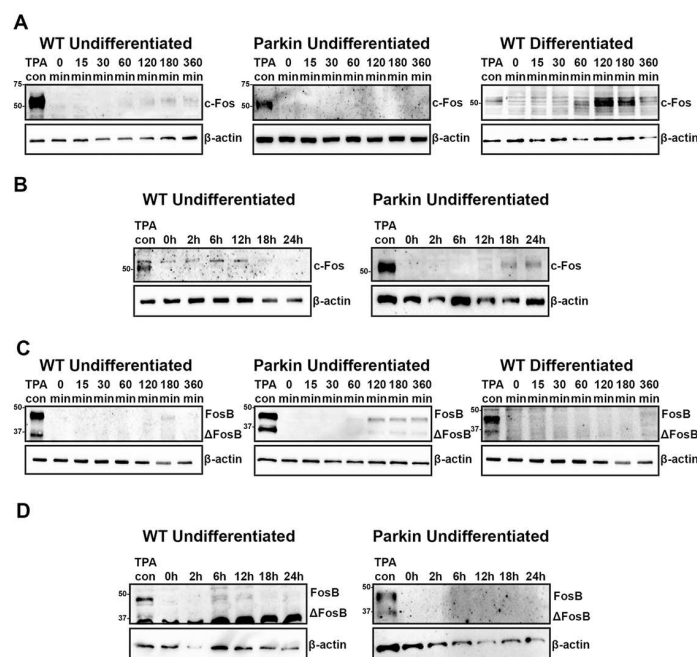 A
WT Undifferentiated
Parkin Undifferentiated
WT Differentiated
TPA 0 15 30 60 120 180 360
con min min min min min min min
TPA 0 15 30 60 120 180 360
con min min min min min min min
TPA 0 15 30 60 120 180 360
con min min min min min min min
75
50
c-Fos
β-actin
75
50
c-Fos
β-actin
50
c-Fos
β-actin
B
WT Undifferentiated
Parkin Undifferentiated
TPA
con 0h 2h 6h 12h 18h 24h
TPA
con 0h 2h 6h 12h 18h 24h
50
c-Fos
β-actin
50
c-Fos
β-actin
C
WT Undifferentiated
Parkin Undifferentiated
WT Differentiated
TPA 0 15 30 60 120 180 360
con min min min min min min min
TPA 0 15 30 60 120 180 360
con min min min min min min min
TPA 0 15 30 60 120 180 360
con min min min min min min min
50
FosB
37
ΔFosB
β-actin
50
FosB
37
ΔFosB
β-actin
50
FosB
37
ΔFosB
β-actin
D
WT Undifferentiated
Parkin Undifferentiated
TPA
con 0h 2h 6h 12h 18h 24h
TPA
con 0h 2h 6h 12h 18h 24h
50
FosB
37
ΔFosB
β-actin
50
FosB
37
ΔFosB
β-actin